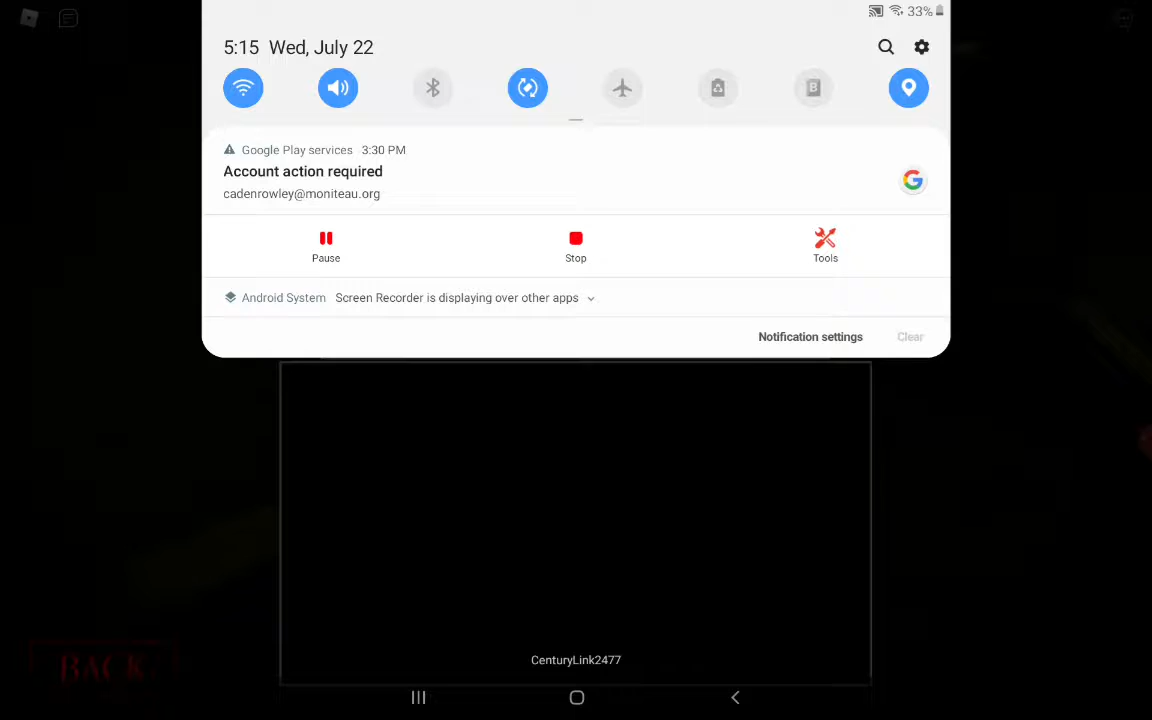 33%
5:15 Wed, July 22
B
Google Play services 3:30 PM
Account action required
cadenrowley@moniteau.org
Pause Stop Tools
Android System Screen Recorder is displaying over other apps
Notification settings Clear
BACK
CenturyLink2477